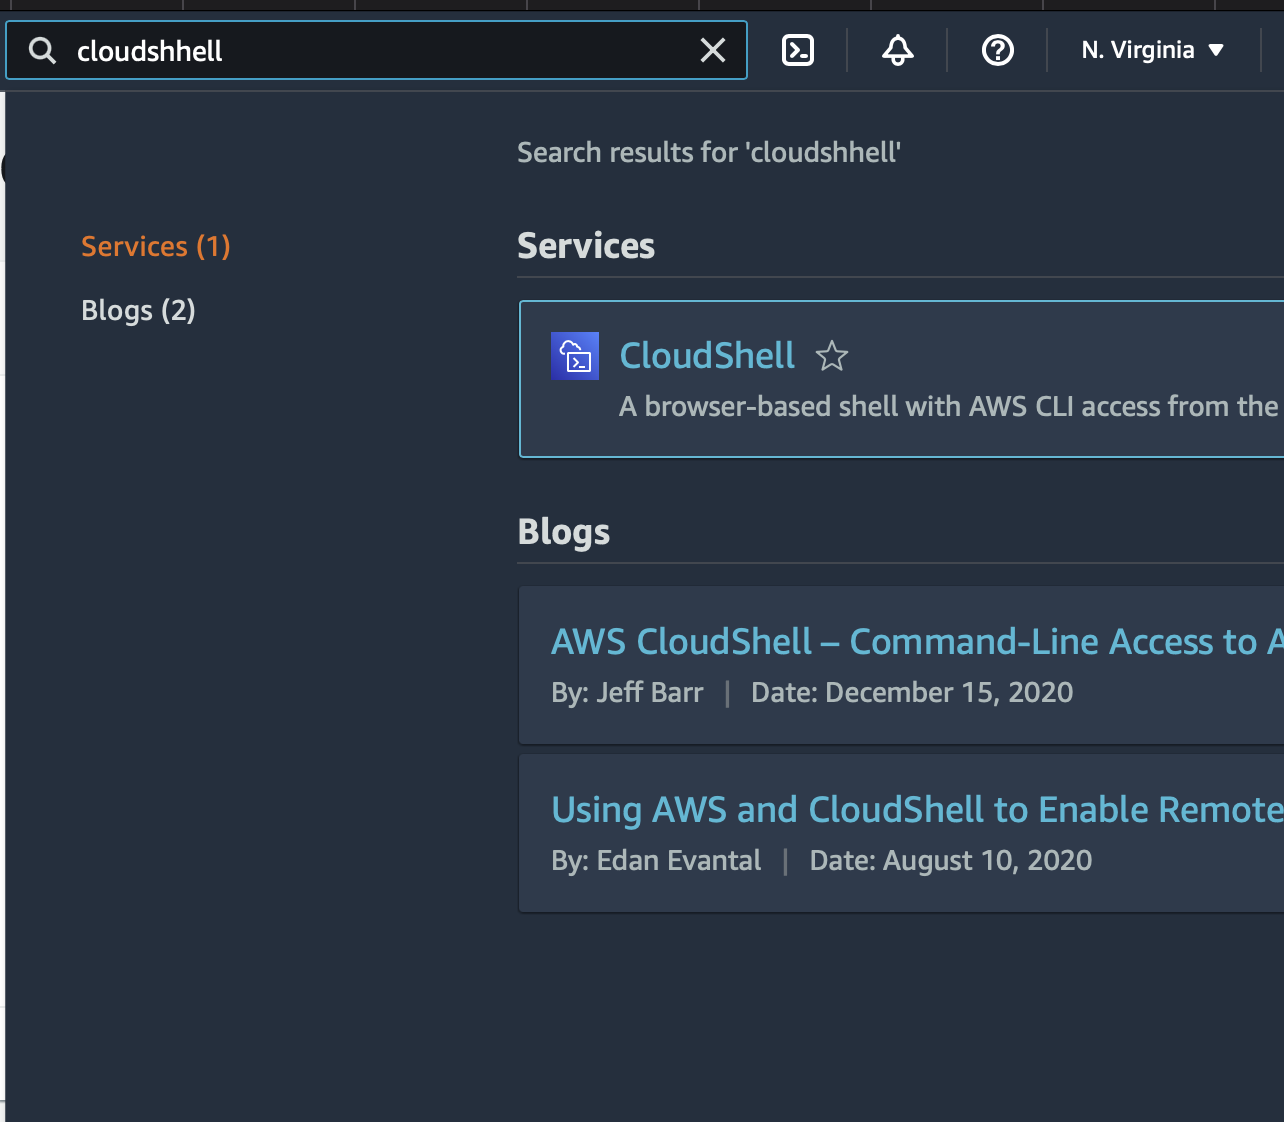 cloudshhell
N. Virginia
Search results for 'cloudshhell'
Services (1)
Blogs (2)
Services
CloudShell
A browser-based shell with AWS CLI access from the
Blogs
AWS CloudShell – Command-Line Access to A
By: Jeff Barr | Date: December 15, 2020
Using AWS and CloudShell to Enable Remote
By: Edan Evantal | Date: August 10, 2020